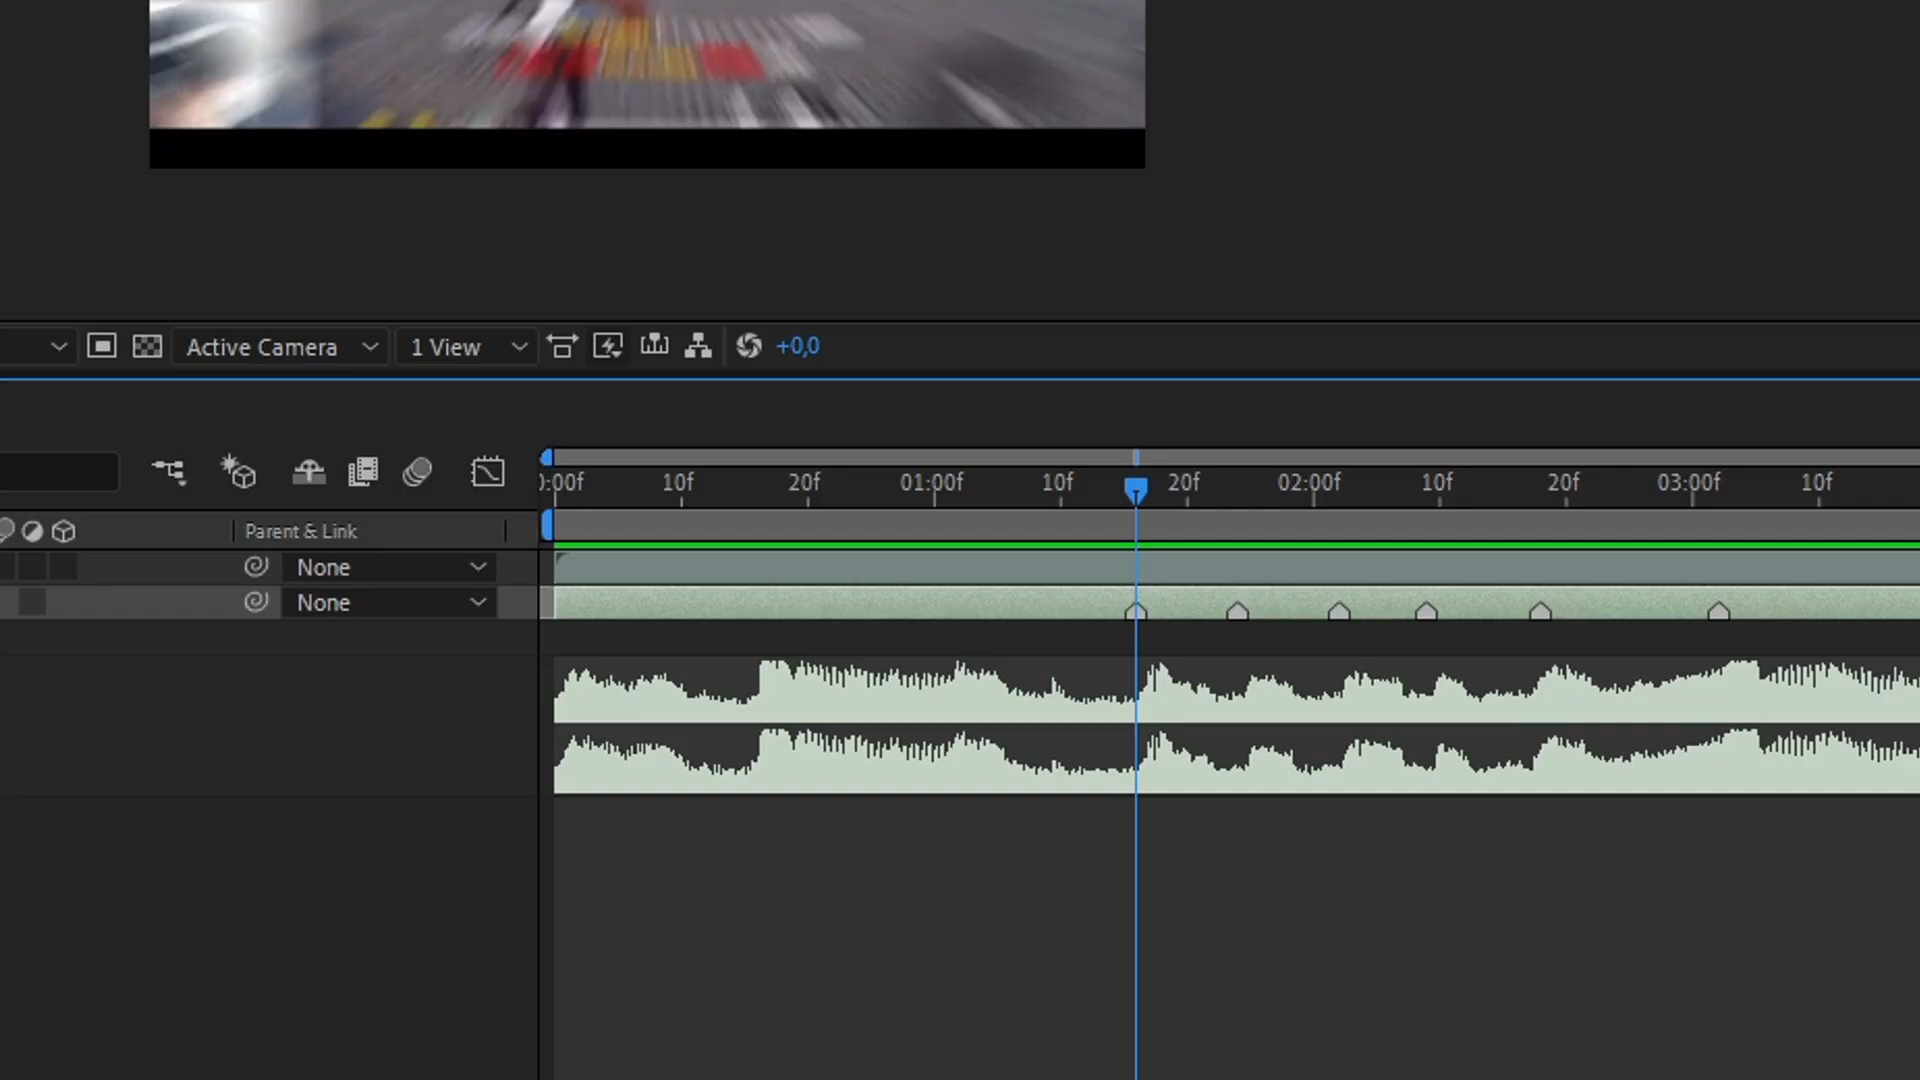 Active Camera 1 View +0,0
:00f 10f 20f 01:00f 10f 20f 02:00f 10f 20f 03:00f 10f
Parent & Link
None
None